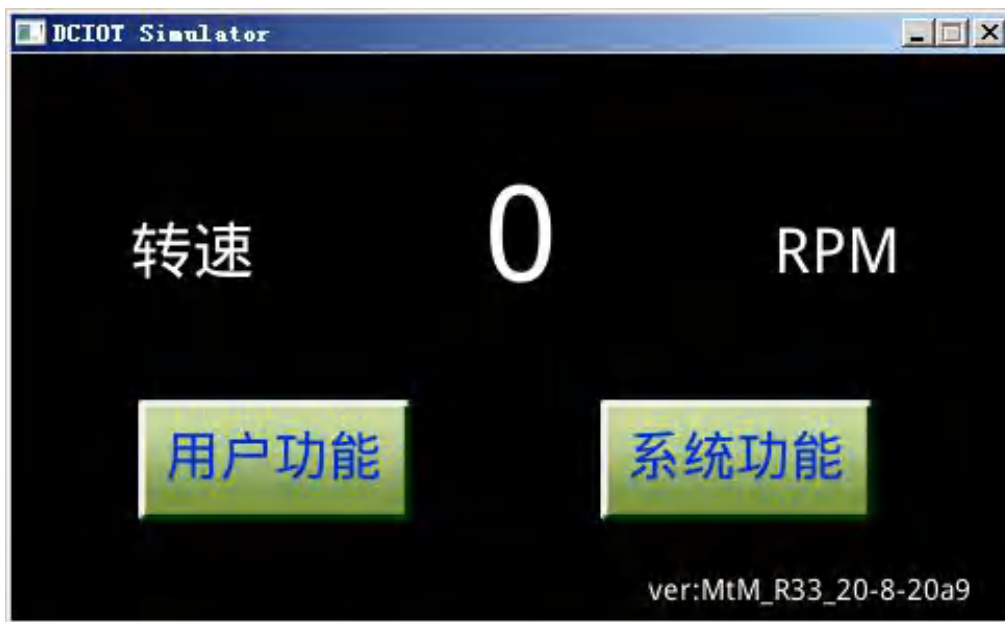 DCIOT Simulator
转速 0 RPM
用户功能 系统功能
ver:MtM_R33_20-8-20a9